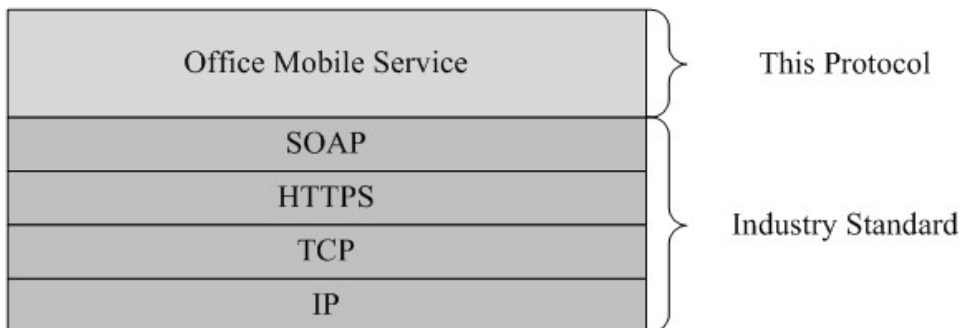 Office Mobile Service
This Protocol
SOAP
HTTPS
TCP
IP
Industry Standard